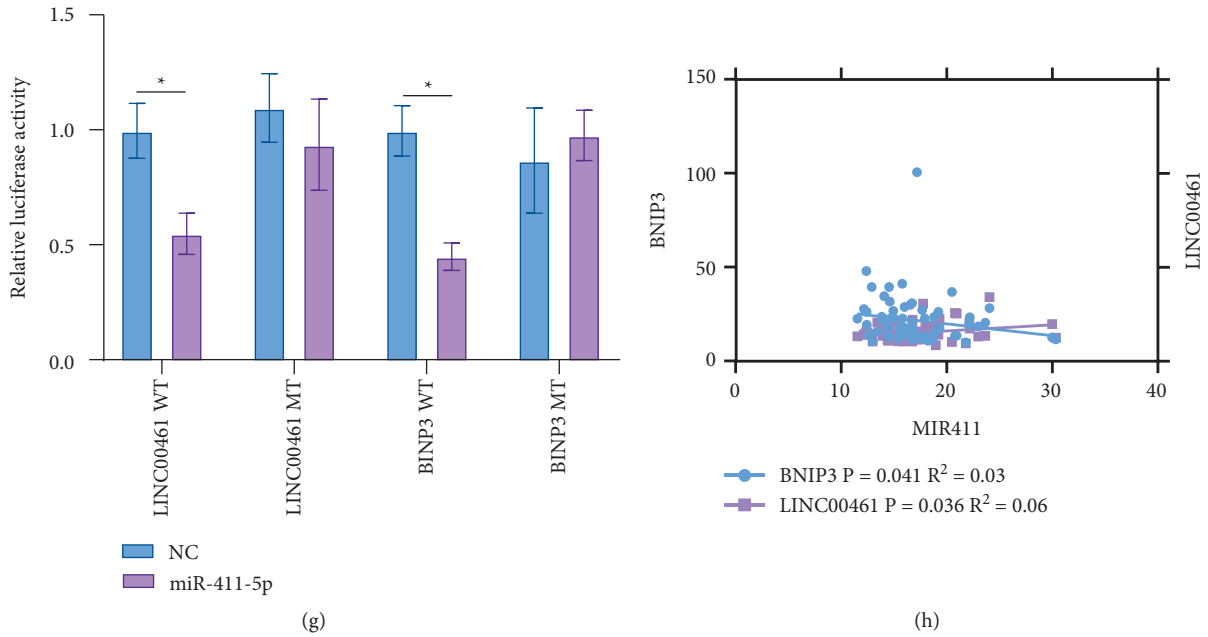 1.5
1.0
0.5
0.0
Relative luciferase activity
*
*
LINC00461 WT
LINC00461 MT
BINP3 WT
BINP3 MT
NC
miR-411-5p
(g)
150
100
50
0
BNIP3
LINC00461
0
10
20
30
40
MIR411
BNIP3 P = 0.041 R² = 0.03
LINC00461 P = 0.036 R² = 0.06
(h)